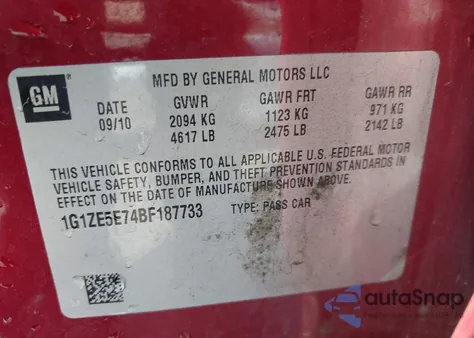 GM
MFD BY GENERAL MOTORS LLC
DATE GVWR GAWR FRT GAWR RR
09/10 2094 KG 1123 KG 971 KG
4617 LB 2475 LB 2142 LB
THIS VEHICLE CONFORMS TO ALL APPLICABLE U.S. FEDERAL MOTOR
VEHICLE SAFETY, BUMPER, AND THEFT PREVENTION STANDARDS IN
EFFECT ON THE DATE OF MANUFACTURE SHOWN ABOVE.
1G1ZE5E74BF187733 TYPE: PASS CAR
autoSnap